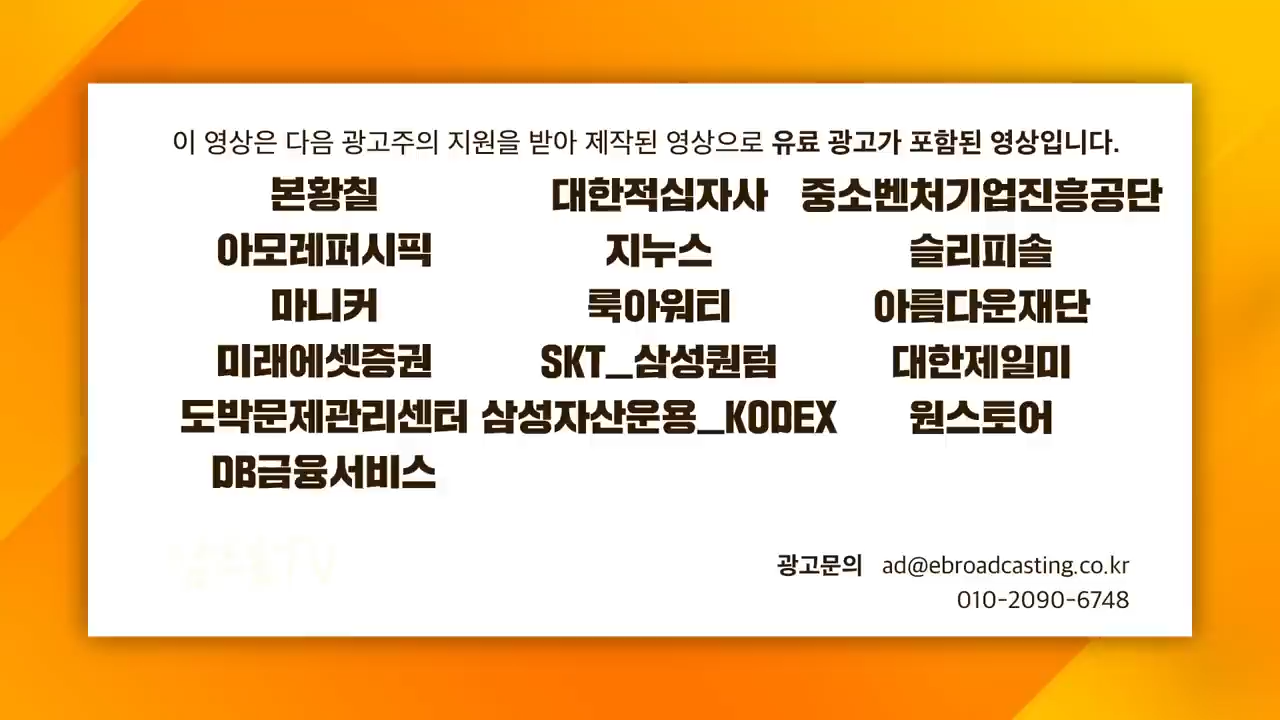 이 영상은 다음 광고주의 지원을 받아 제작된 영상으로 유료 광고가 포함된 영상입니다.
본황칠 대한적십자사 중소벤처기업진흥공단
아모레퍼시픽 지누스 슬리피솔
마니커 룩아워티 아름다운재단
미래에셋증권 SKT_삼성퀀텀 대한제일미
도박문제관리센터 삼성자산운용_KODEX 원스토어
DB금융서비스
광고문의 ad@ebroadcasting.co.kr
010-2090-6748